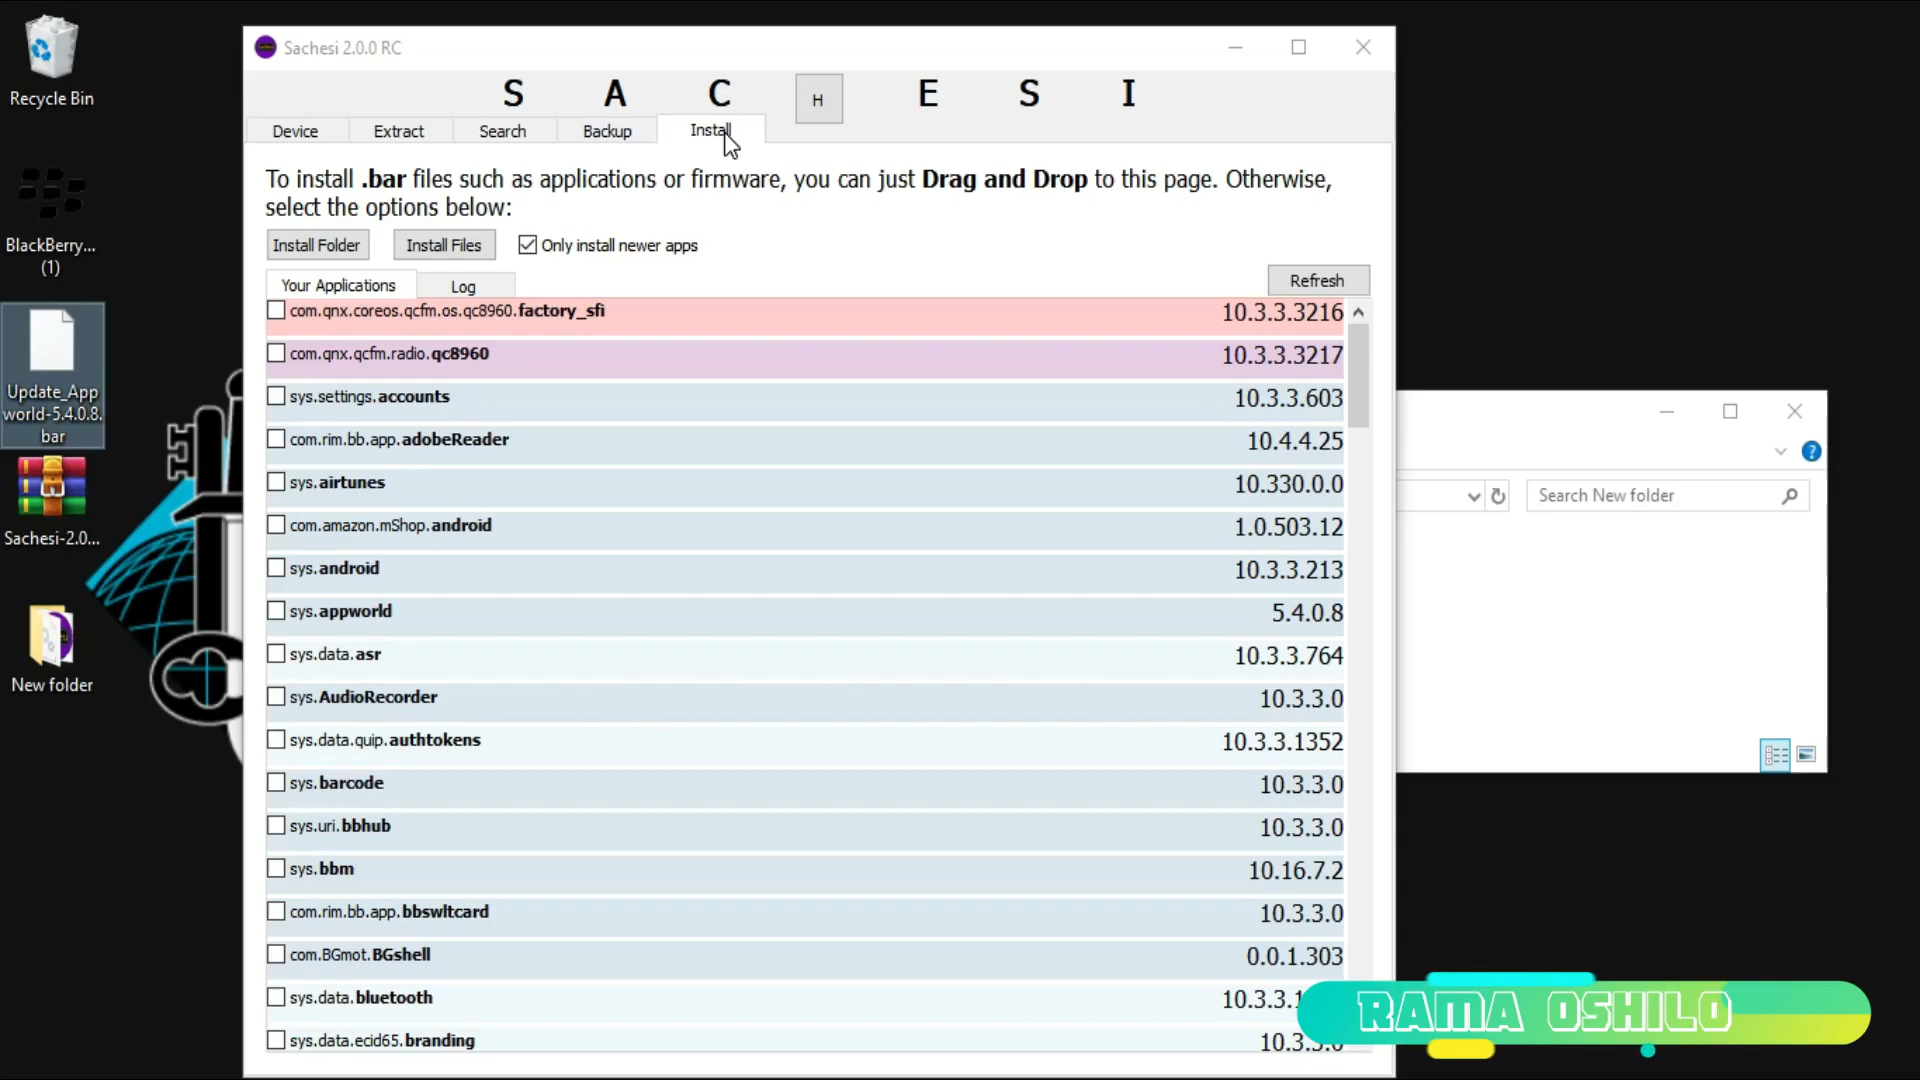 Recycle Bin
BlackBerry...
(1)
Update_App
world-5.4.0.8.
bar
Sachesi-2.0...
New folder
Sachesi 2.0.0 RC
S A C H E S I
Device Extract Search Backup Install
To install .bar files such as applications or firmware, you can just Drag and Drop to this page. Otherwise,
select the options below:
Install Folder Install Files Only install newer apps
Your Applications Log Refresh
com.qnx.coreos.qcfm.os.qc8960.factory_sfi 10.3.3.3216
com.qnx.qcfm.radio.qc8960 10.3.3.3217
sys.settings.accounts 10.3.3.603
com.rim.bb.app.adobeReader 10.4.4.25
sys.airtunes 10.330.0.0
com.amazon.mShop.android 1.0.503.12
sys.android 10.3.3.213
sys.appworld 5.4.0.8
sys.data.asr 10.3.3.764
sys.AudioRecorder 10.3.3.0
sys.data.quip.authtokens 10.3.3.1352
sys.barcode 10.3.3.0
sys.uri.bbhub 10.3.3.0
sys.bbm 10.16.7.2
com.rim.bb.app.bbswltcard 10.3.3.0
com.BGmot.BGshell 0.0.1.303
sys.data.bluetooth 10.3.3.1
sys.data.ecid65.branding 10.3.3.0
Search New folder
?
RAMA OSHILO